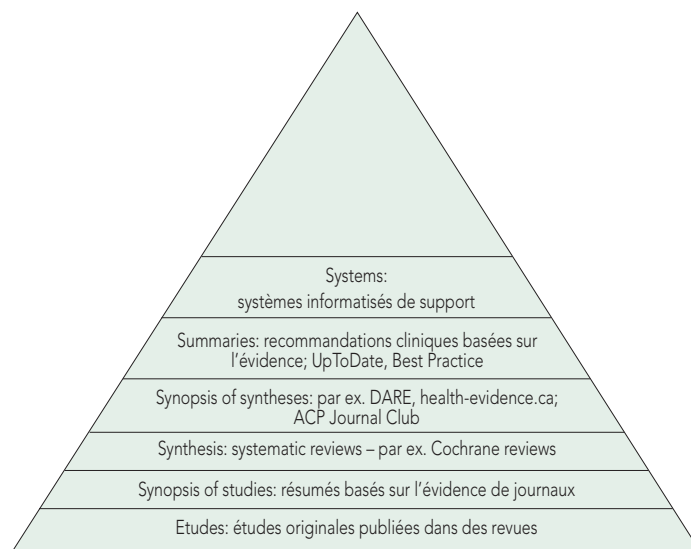 Systems:
systèmes informatisés de support
Summaries: recommandations cliniques basées sur
l'évidence; UpToDate, Best Practice
Synopsis of syntheses: par ex. DARE, health-evidence.ca;
ACP Journal Club
Synthesis: systematic reviews – par ex. Cochrane reviews
Synopsis of studies: résumés basés sur l'évidence de journaux
Etudes: études originales publiées dans des revues